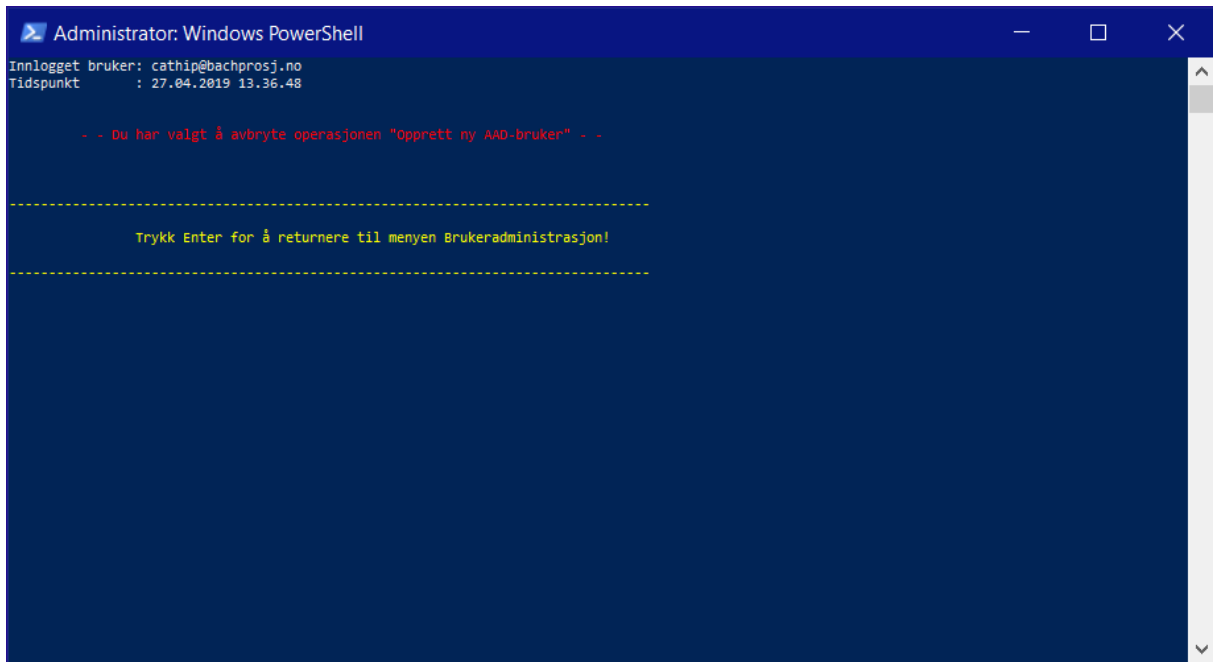 Administrator: Windows PowerShell
Innlogget bruker: cathip@bachprosj.no
Tidspunkt       : 27.04.2019 13.36.48
- - Du har valgt å avbryte operasjonen "Opprett ny AAD-bruker" - -
---------------------------------------------------------------------------------
Trykk Enter for å returnere til menyen Brukeradministrasjon!
---------------------------------------------------------------------------------